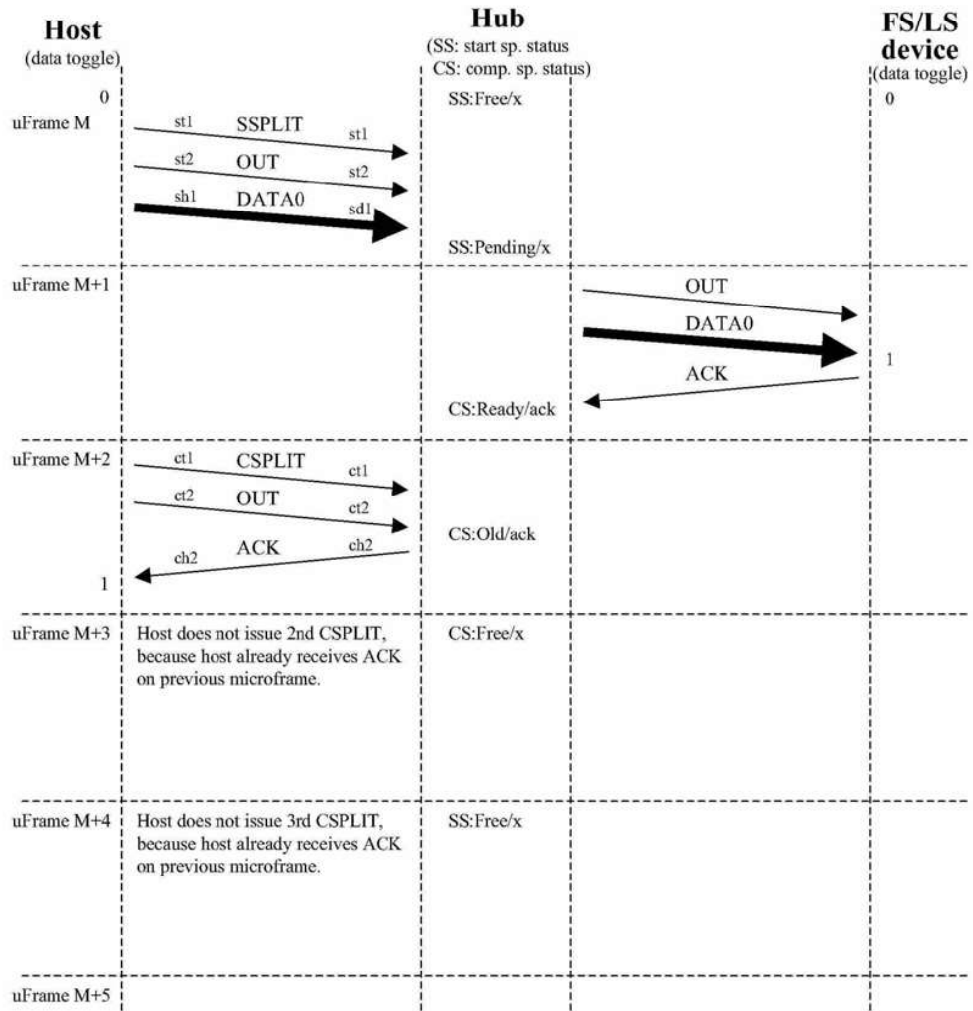 Host
(data toggle)
Hub
(SS: start sp. status
CS: comp. sp. status)
FS/LS
device
(data toggle)
0
SS:Free/x
0
uFrame M
st1 SSPLIT st1
st2 OUT st2
sh1 DATA0 sd1
SS:Pending/x
uFrame M+1
OUT
DATA0
1
ACK
CS:Ready/ack
uFrame M+2
ct1 CSPLIT ct1
ct2 OUT ct2
CS:Old/ack
ch2 ACK ch2
1
uFrame M+3
Host does not issue 2nd CSPLIT,
because host already receives ACK
on previous microframe.
CS:Free/x
uFrame M+4
Host does not issue 3rd CSPLIT,
because host already receives ACK
on previous microframe.
SS:Free/x
uFrame M+5